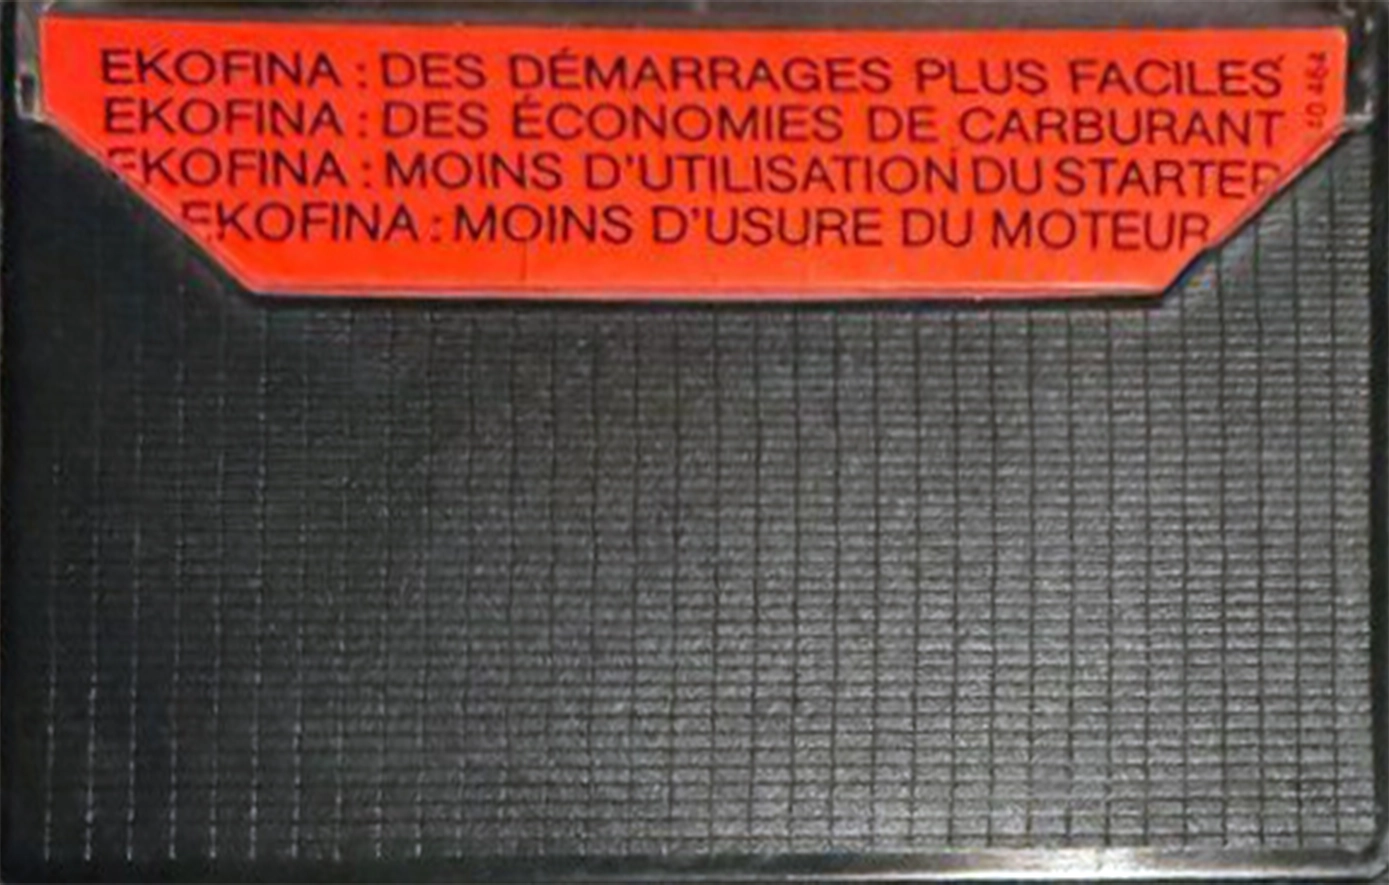 EKOFINA : DES DÉMARRAGES PLUS FACILES
EKOFINA : DES ÉCONOMIES DE CARBURANT
EKOFINA : MOINS D'UTILISATION DU STARTER
EKOFINA : MOINS D'USURE DU MOTEUR